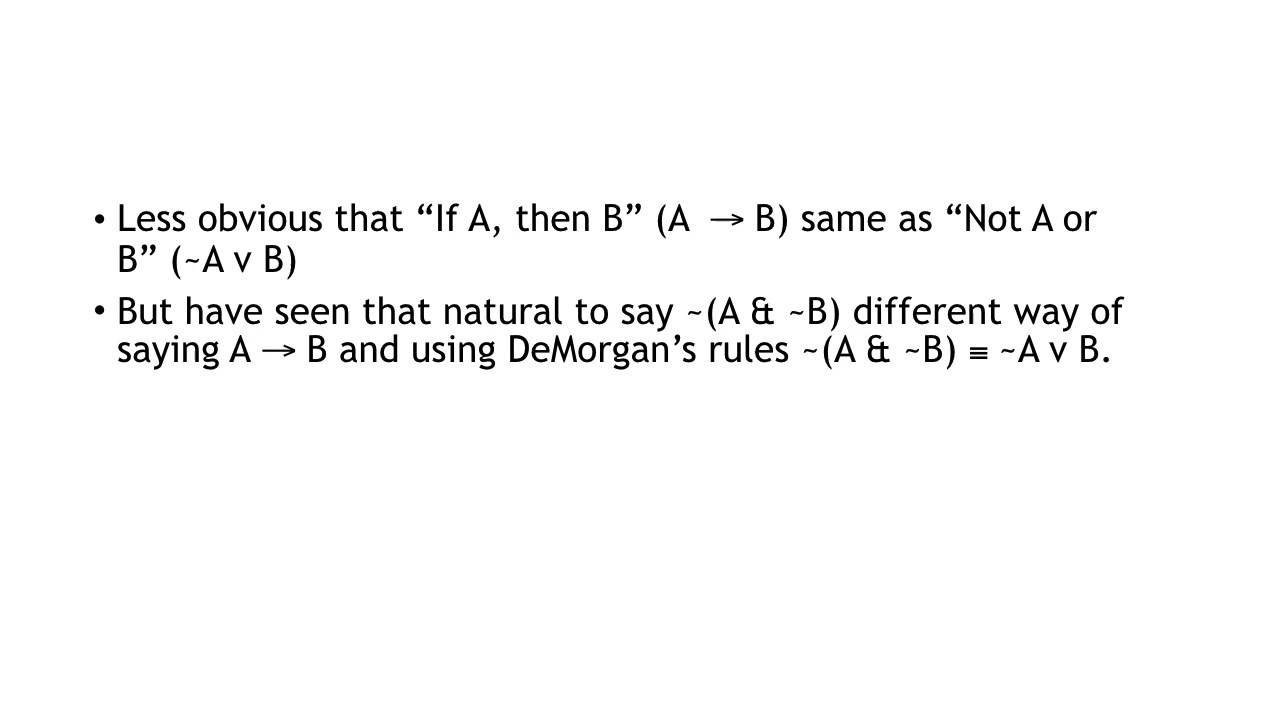 • Less obvious that “If A, then B” (A → B) same as “Not A or
B” (~A v B)
• But have seen that natural to say ~(A & ~B) different way of
saying A → B and using DeMorgan’s rules ~(A & ~B) ≡ ~A v B.